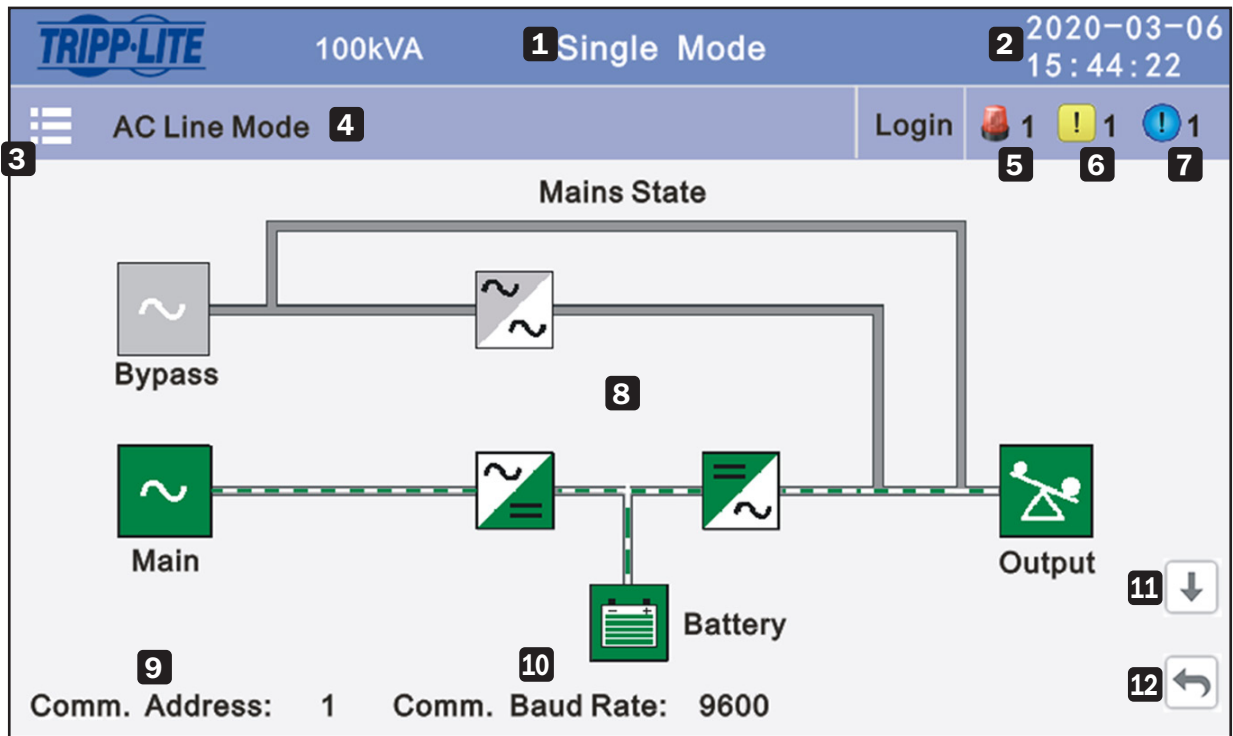 TRIPP·LITE 100kVA 1 Single Mode 2 2020-03-06
15:44:22
3 AC Line Mode 4 Login 1 ! 1 ! 1
5 6 7
Mains State
Bypass
8
Main
Output
11
- +
Battery
9 10 12
Comm. Address: 1 Comm. Baud Rate: 9600